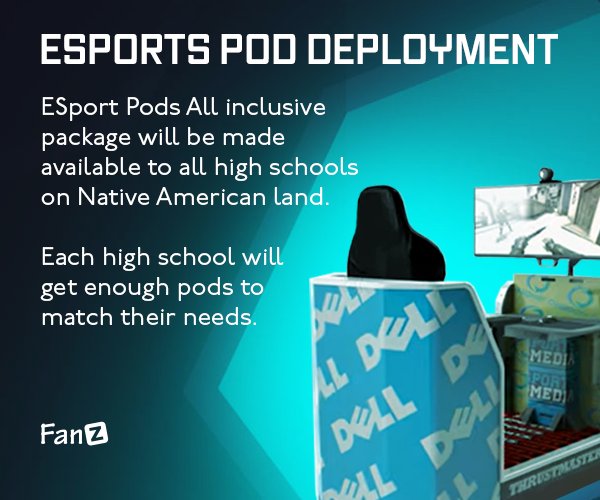 ESPORTS POD DEPLOYMENT
ESport Pods All inclusive
package will be made
available to all high schools
on Native American land.
Each high school will
get enough pods to
match their needs.
FanZ
DELL
DELL
DELL
DELL
DELL
DELL
MEDIA
MEDIA
THRUSTMASTER